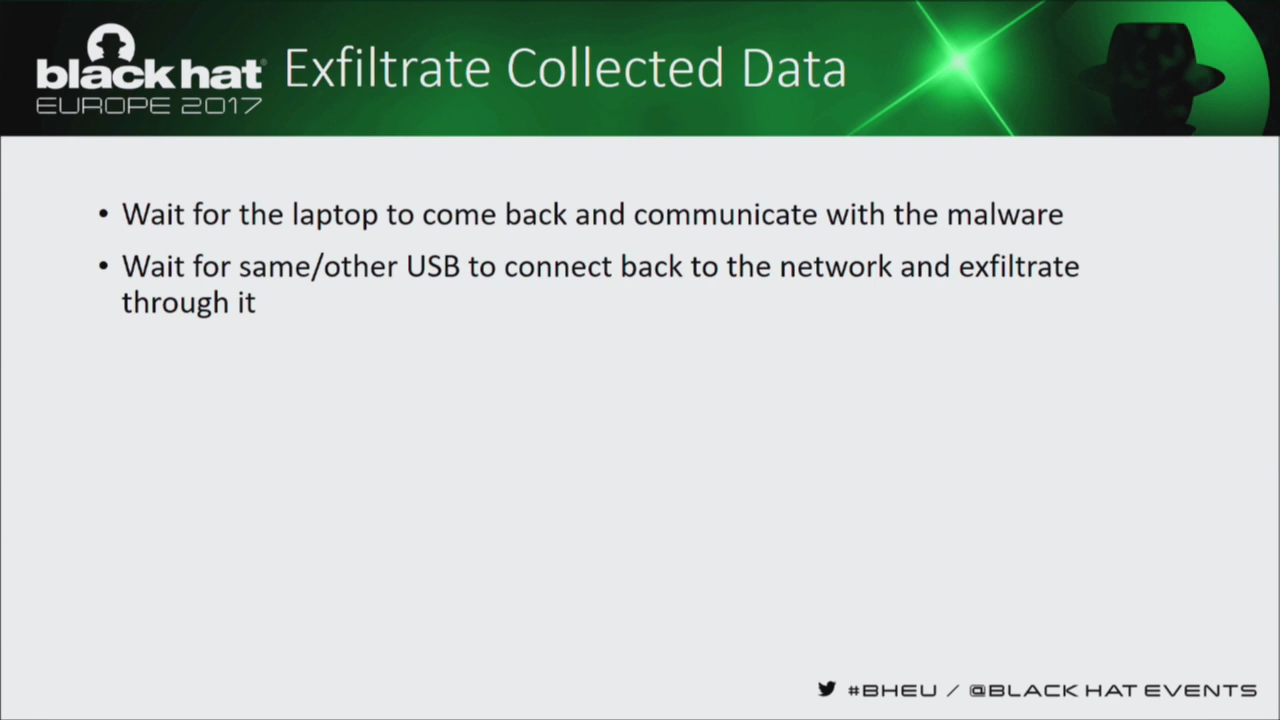 black hat
EUROPE 2017
Exfiltrate Collected Data
• Wait for the laptop to come back and communicate with the malware
• Wait for same/other USB to connect back to the network and exfiltrate
through it
#BHEU / @BLACK HAT EVENTS